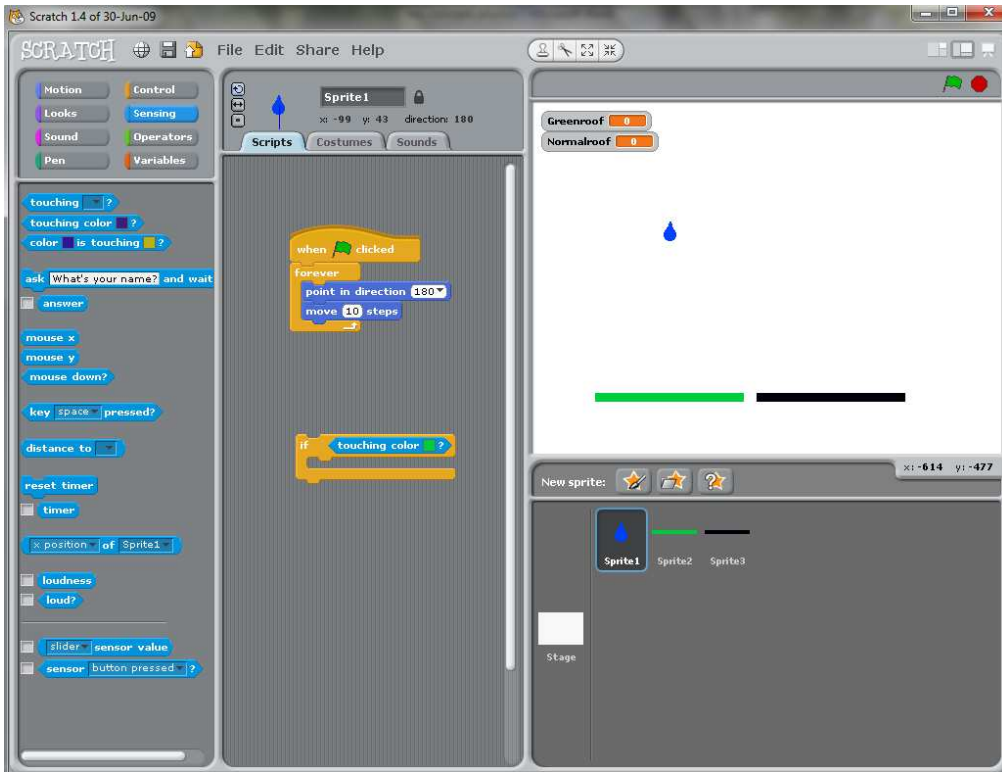 Scratch 1.4 of 30-Jun-09
SCRATCH File Edit Share Help
Motion Control
Looks Sensing
Sound Operators
Pen Variables
touching ?
touching color ?
color is touching ?
ask What's your name? and wait
answer
mouse x
mouse y
mouse down?
key space pressed?
distance to
reset timer
timer
x position of Sprite1
loudness
loud?
slider sensor value
sensor button pressed ?
Sprite1
x: -99 y: 43 direction: 180
Scripts Costumes Sounds
when clicked
forever
point in direction 180
move 10 steps
if touching color ?
Greenroof 0
Normalroof 0
x: -614 y: -477
New sprite:
Sprite1 Sprite2 Sprite3
Stage